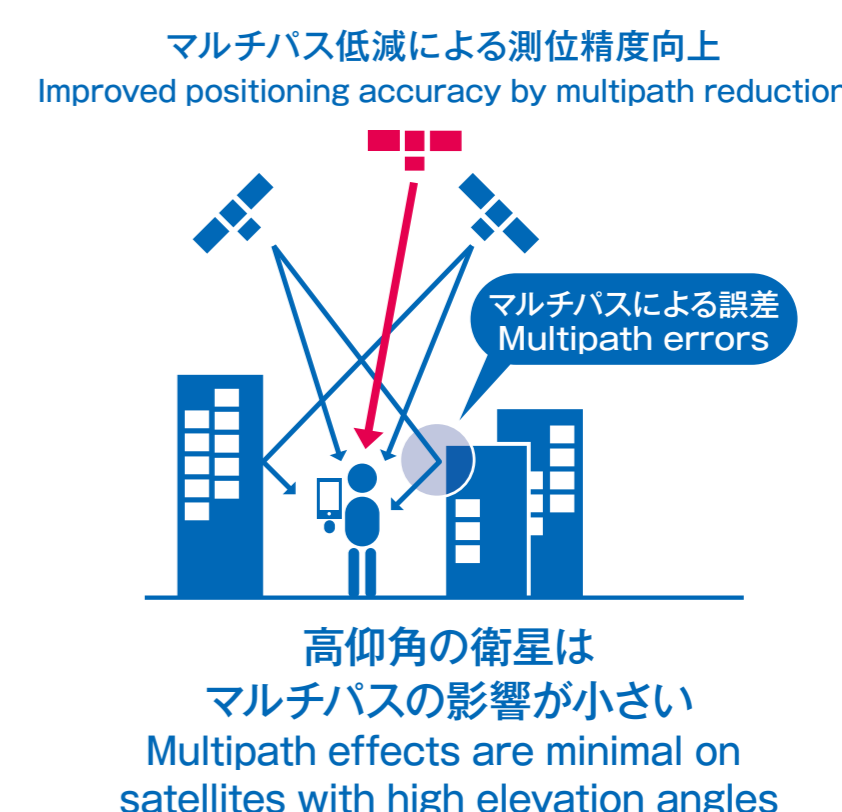 マルチパス低減による測位精度向上
Improved positioning accuracy by multipath reduction
マルチパスによる誤差
Multipath errors
高仰角の衛星は
マルチパスの影響が小さい
Multipath effects are minimal on
satellites with high elevation angles